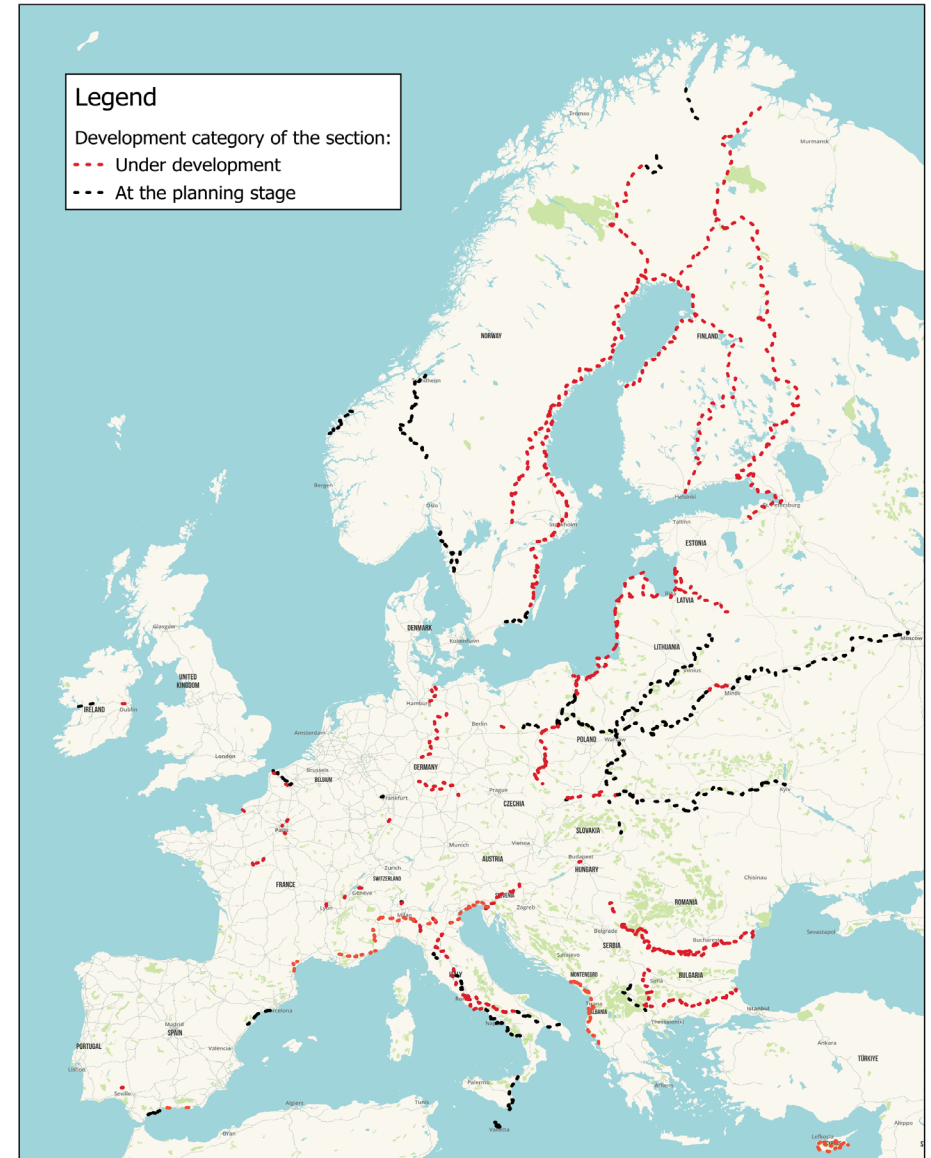 Legend
Development category of the section:
Under development
At the planning stage
Tromsø
Murmansk
NORWAY
FINLAND
Bergen
Oslo
Helsinki
St Petersburg
Stockholm
Tallinn
ESTONIA
LATVIA
Glasgow
DENMARK
København
LITHUANIA
Vilnius
Moscow
UNITED
KINGDOM
IRELAND
Dublin
Minsk
Hamburg
Berlin
Amsterdam
POLAND
Warsaw
London
Brussels
BELGIUM
GERMANY
Frankfurt
Prague
CZECHIA
Kyiv
Paris
SLOVAKIA
Munich
Vienna
AUSTRIA
Budapest
HUNGARY
Zurich
SWITZERLAND
Chisinau
FRANCE
Geneve
Lyon
Milan
SLOVENIA
Zagreb
ROMANIA
Belgrade
SERBIA
Bucharest
Sevastopol
Sarajevo
MONTENEGRO
ITALY
Sofia
BULGARIA
Tirana
ALBANIA
Istanbul
Thessaloniki
Barcelona
Madrid
SPAIN
PORTUGAL
Valencia
Ankara
TÜRKIYE
Lisbon
Seville
Palermo
Athens
Algiers
Tunis
Oran
Valletta
Aleppo
Lefkosia